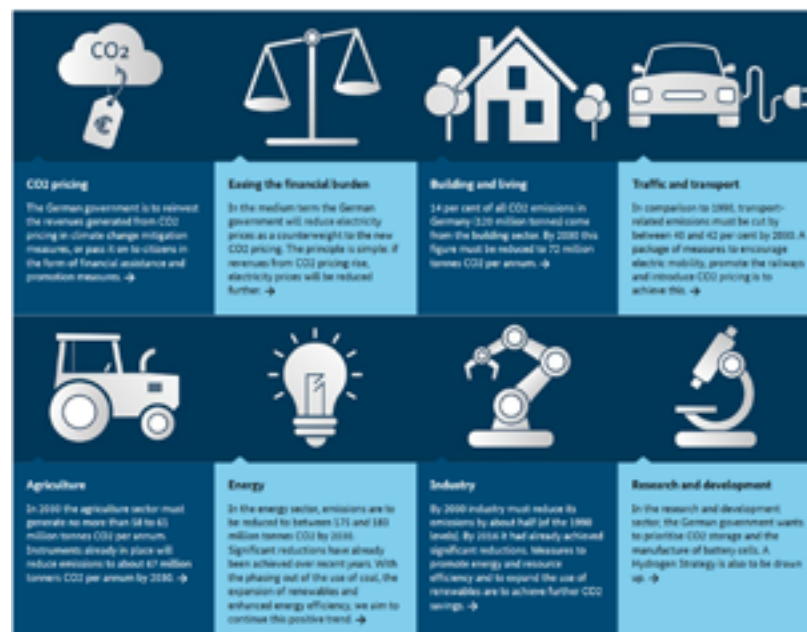 CO2
€
CO2 pricing
The German government is to reinvest
the revenues generated from CO2
pricing in climate change mitigation
measures, or pass it on to citizens in
the form of financial assistance and
promotion measures. →
Easing the financial burden
In the medium term the German
government will reduce electricity
prices as a counterweight to the new
CO2 pricing. The principle is simple: if
revenues from CO2 pricing rise,
electricity prices will be reduced
further. →
Building and living
14 per cent of all CO2 emissions in
Germany (120 million tonnes) come
from the building sector. By 2030 this
figure must be reduced to 72 million
tonnes CO2 per annum. →
Traffic and transport
In comparison to 1990, transport-
related emissions must be cut by
between 40 and 42 per cent by 2030. A
package of measures to encourage
electric mobility, promote the railways
and introduce CO2 pricing is to
achieve this. →
Agriculture
In 2030 the agriculture sector must
generate no more than 58 to 61
million tonnes CO2 per annum.
Instruments already in place will
reduce emissions to about 67 million
tonnes CO2 per annum by 2030. →
Energy
In the energy sector, emissions are to
be reduced to between 175 and 183
million tonnes CO2 by 2030.
Significant reductions have already
been achieved over recent years. With
the phasing out of the use of coal, the
expansion of renewables and
enhanced energy efficiency, we aim to
continue this positive trend. →
Industry
By 2030 industry must reduce its
emissions by about half (of the 1990
levels). By 2016 it had already achieved
significant reductions. Measures to
promote energy and resource
efficiency and to expand the use of
renewables are to achieve further CO2
savings. →
Research and development
In the research and development
sector, the German government wants
to prioritise CO2 storage and the
manufacture of battery cells. A
Hydrogen Strategy is also to be drawn
up. →